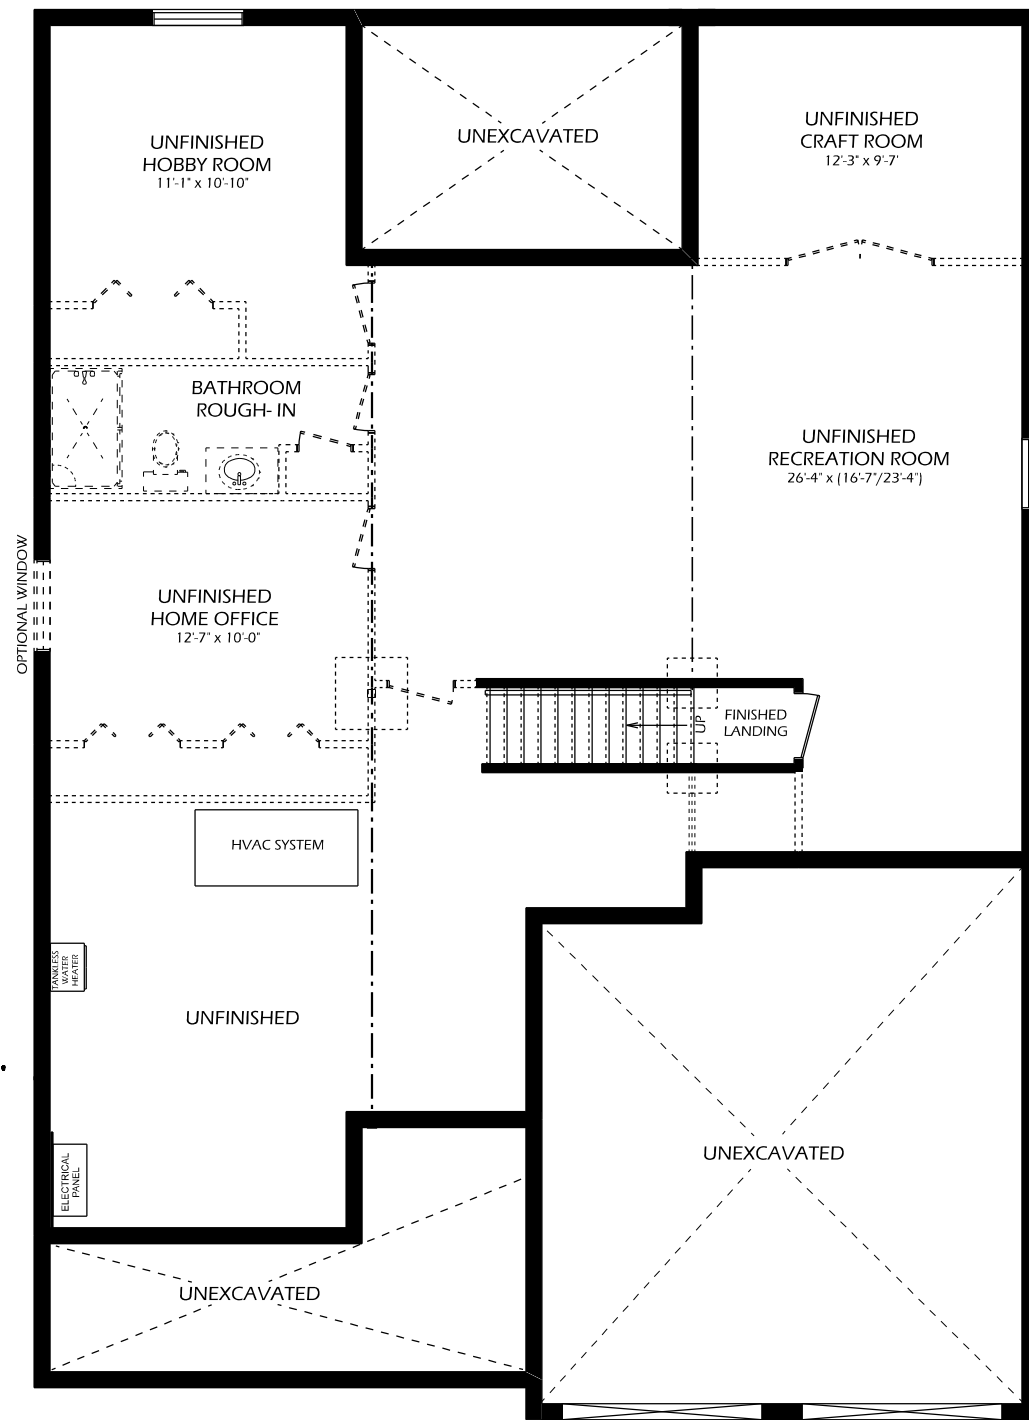 UNFINISHED
HOBBY ROOM
11'-1" x 10'-10"
UNEXCAVATED
UNFINISHED
CRAFT ROOM
12'-3" x 9'-7'
BATHROOM
ROUGH- IN
UNFINISHED
RECREATION ROOM
26'-4" x (16'-7"/23'-4")
OPTIONAL WINDOW
UNFINISHED
HOME OFFICE
12'-7" x 10'-0"
UP
FINISHED
LANDING
HVAC SYSTEM
TANKLESS
WATER
HEATER
UNFINISHED
ELECTRICAL
PANEL
UNEXCAVATED
UNEXCAVATED